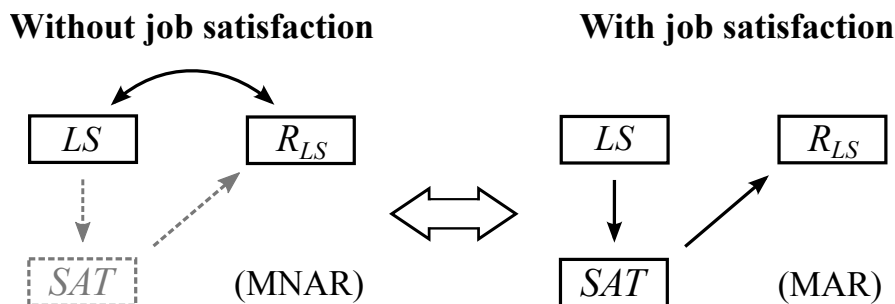 Without job satisfaction
With job satisfaction
LS
R_LS
LS
R_LS
SAT
(MNAR)
SAT
(MAR)